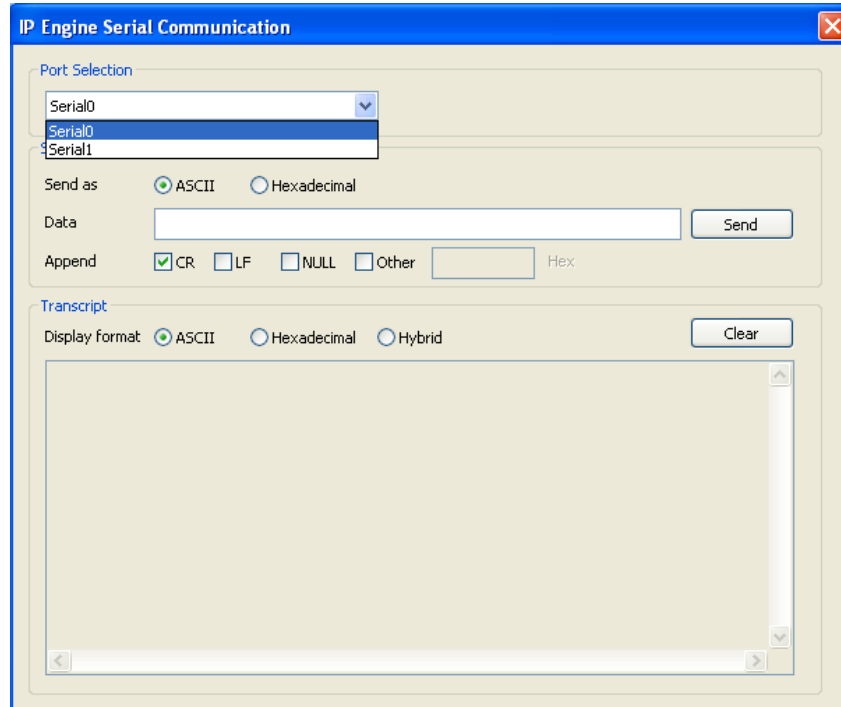 IP Engine Serial Communication
Port Selection
Serial0
Serial0
Serial1
Send as ASCII Hexadecimal
Data Send
Append CR LF NULL Other Hex
Transcript
Display format ASCII Hexadecimal Hybrid Clear